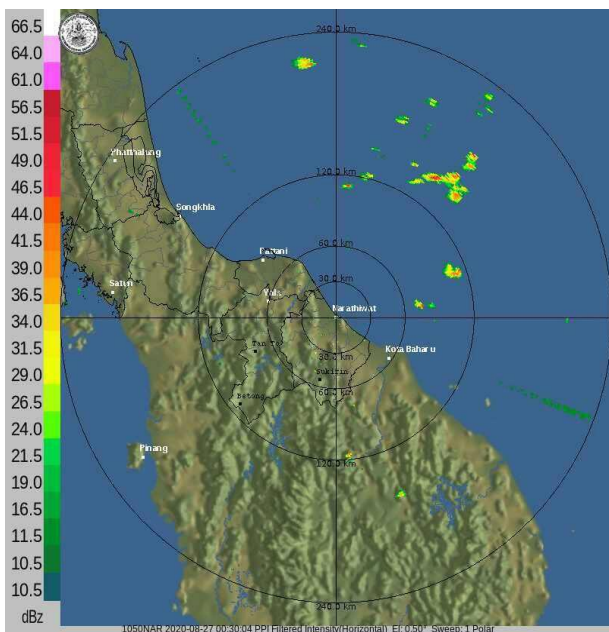 66.5
64.0
61.0
56.5
51.5
49.0
46.5
44.0
41.5
39.0
36.5
34.0
31.5
29.0
26.5
24.0
21.5
19.0
16.5
13.0
10.5
10.5
dBz
240.0 km
120.0 km
60.0 km
30.0 km
30.0 km
60.0 km
120.0 km
240.0 km
Phatthalung
Songkhla
Pattani
Satun
Yala
Narathiwat
Kota Baharu
Sukirin
Betong
Pinang
1050NAR 2020-08-27 00:30:04 PPI Filtered Intensity(Horizontal) El: 0.50° Sweep: 1 Polar